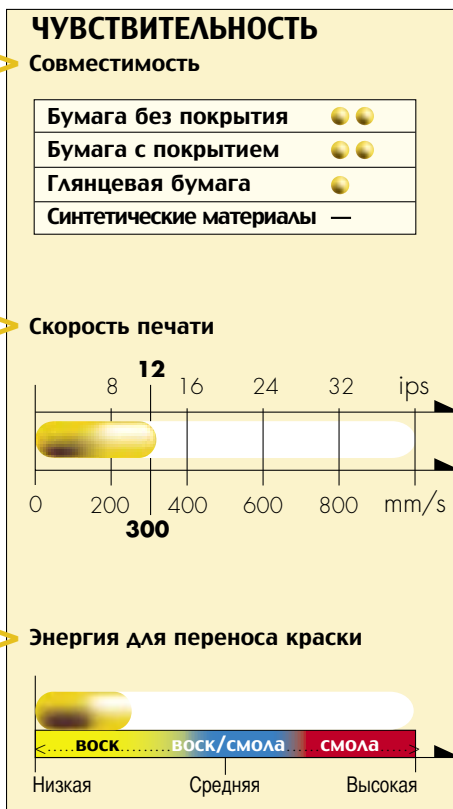 ЧУВСТВИТЕЛЬНОСТЬ
> Совместимость
Бумага без покрытия
Бумага с покрытием
Глянцевая бумага
Синтетические материалы —
> Скорость печати
12
8 16 24 32 ips
0 200 400 600 800 mm/s
300
> Энергия для переноса краски
<.....воск..........воск/смола..........смола.......>
Низкая Средняя Высокая